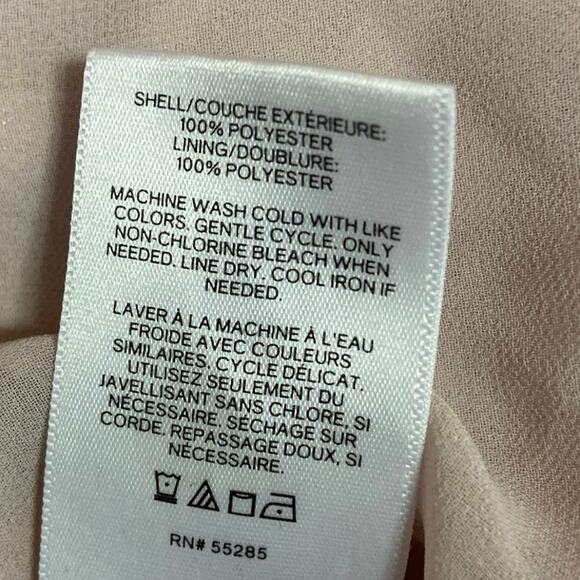 SHELL/COUCHE EXTÉRIEURE:
100% POLYESTER
LINING/DOUBLURE:
100% POLYESTER
MACHINE WASH COLD WITH LIKE
COLORS. GENTLE CYCLE. ONLY
NON-CHLORINE BLEACH WHEN
NEEDED. LINE DRY. COOL IRON IF
NEEDED.
LAVER À LA MACHINE À L'EAU
FROIDE AVEC COULEURS
SIMILAIRES. CYCLE DÉLICAT.
UTILISEZ SEULEMENT DU
JAVELLISANT SANS CHLORE, SI
NÉCESSAIRE. SÉCHAGE SUR
CORDE. REPASSAGE DOUX, SI
NÉCESSAIRE.
RN# 55285